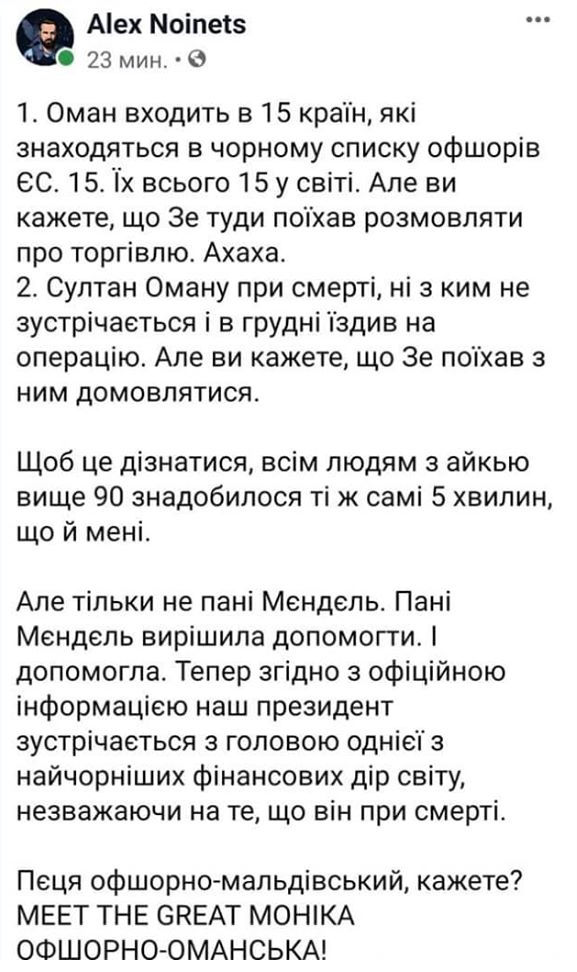 Alex Noinets
23 мин. •
1. Оман входить в 15 країн, які
знаходяться в чорному списку офшорів
ЄС. 15. Їх всього 15 у світі. Але ви
кажете, що Зе туди поїхав розмовляти
про торгівлю. Ахаха.
2. Султан Оману при смерті, ні з ким не
зустрічається і в грудні їздив на
операцію. Але ви кажете, що Зе поїхав з
ним домовлятися.
Щоб це дізнатися, всім людям з айкью
вище 90 знадобилося ті ж самі 5 хвилин,
що й мені.
Але тільки не пані Мєндєль. Пані
Мєндєль вирішила допомогти. І
допомогла. Тепер згідно з офіційною
інформацією наш президент
зустрічається з головою однієї з
найчорніших фінансових дір світу,
незважаючи на те, що він при смерті.
Пєця офшорно-мальдівський, кажете?
MEET THE GREAT МОНІКА
ОФШОРНО-ОМАНСЬКА!